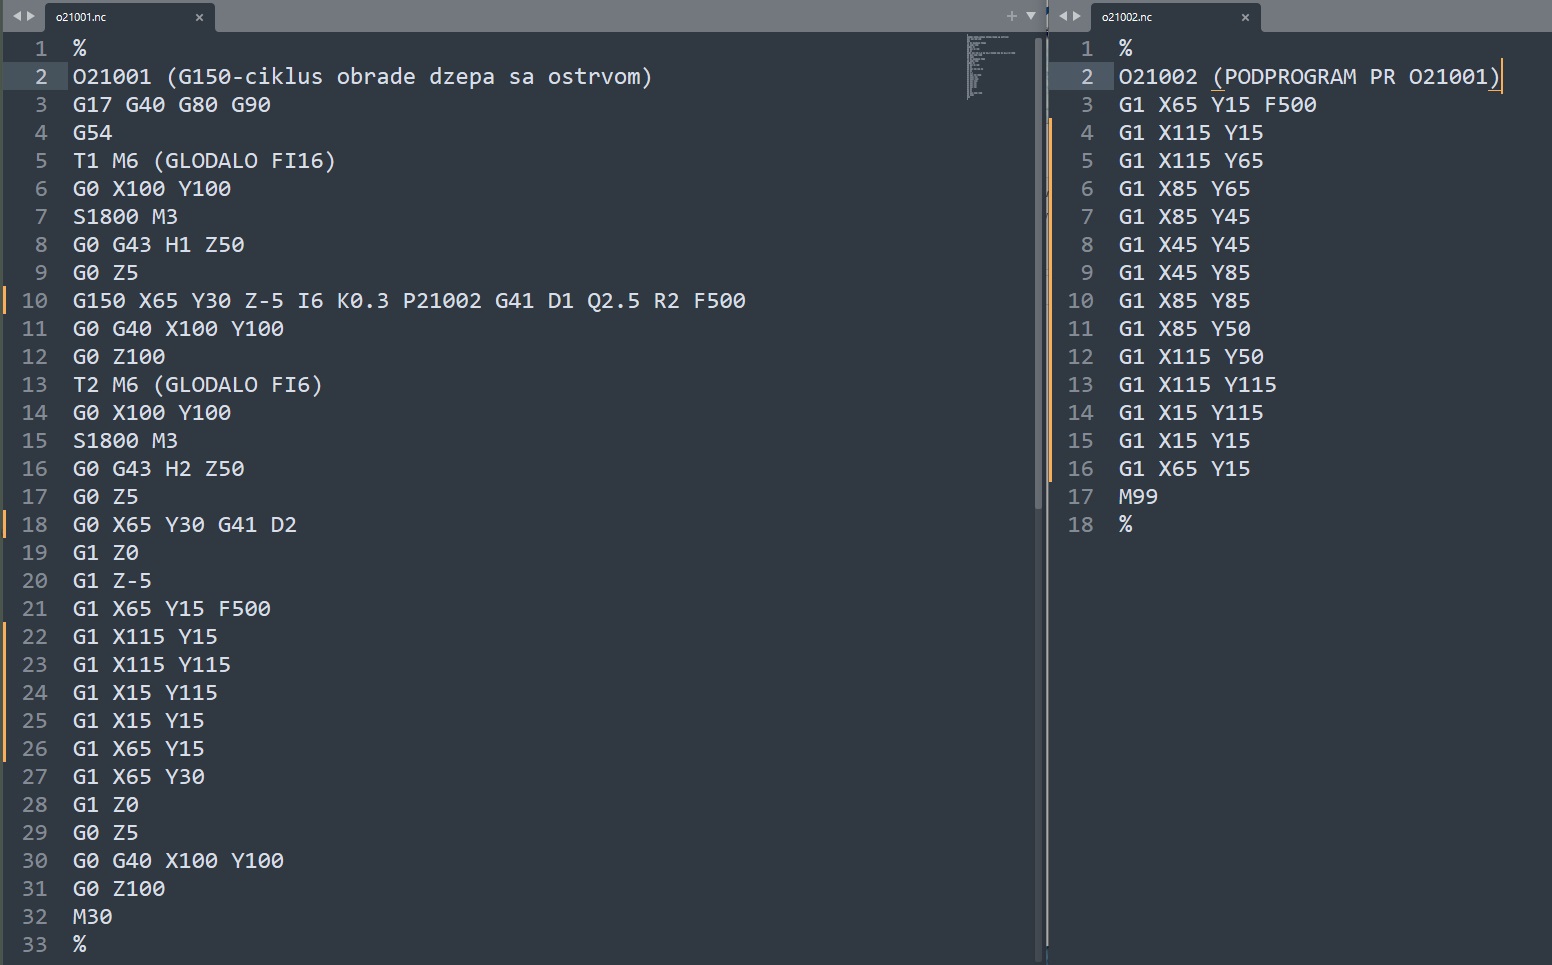 o21001.nc
1 %
2 O21001 (G150-ciklus obrade dzepa sa ostrvom)
3 G17 G40 G80 G90
4 G54
5 T1 M6 (GLODALO FI16)
6 G0 X100 Y100
7 S1800 M3
8 G0 G43 H1 Z50
9 G0 Z5
10 G150 X65 Y30 Z-5 I6 K0.3 P21002 G41 D1 Q2.5 R2 F500
11 G0 G40 X100 Y100
12 G0 Z100
13 T2 M6 (GLODALO FI6)
14 G0 X100 Y100
15 S1800 M3
16 G0 G43 H2 Z50
17 G0 Z5
18 G0 X65 Y30 G41 D2
19 G1 Z0
20 G1 Z-5
21 G1 X65 Y15 F500
22 G1 X115 Y15
23 G1 X115 Y115
24 G1 X15 Y115
25 G1 X15 Y15
26 G1 X65 Y15
27 G1 X65 Y30
28 G1 Z0
29 G0 Z5
30 G0 G40 X100 Y100
31 G0 Z100
32 M30
33 %
o21002.nc
1 %
2 O21002 (PODPROGRAM PR O21001)
3 G1 X65 Y15 F500
4 G1 X115 Y15
5 G1 X115 Y65
6 G1 X85 Y65
7 G1 X85 Y45
8 G1 X45 Y45
9 G1 X45 Y85
10 G1 X85 Y85
11 G1 X85 Y50
12 G1 X115 Y50
13 G1 X115 Y115
14 G1 X15 Y115
15 G1 X15 Y15
16 G1 X65 Y15
17 M99
18 %